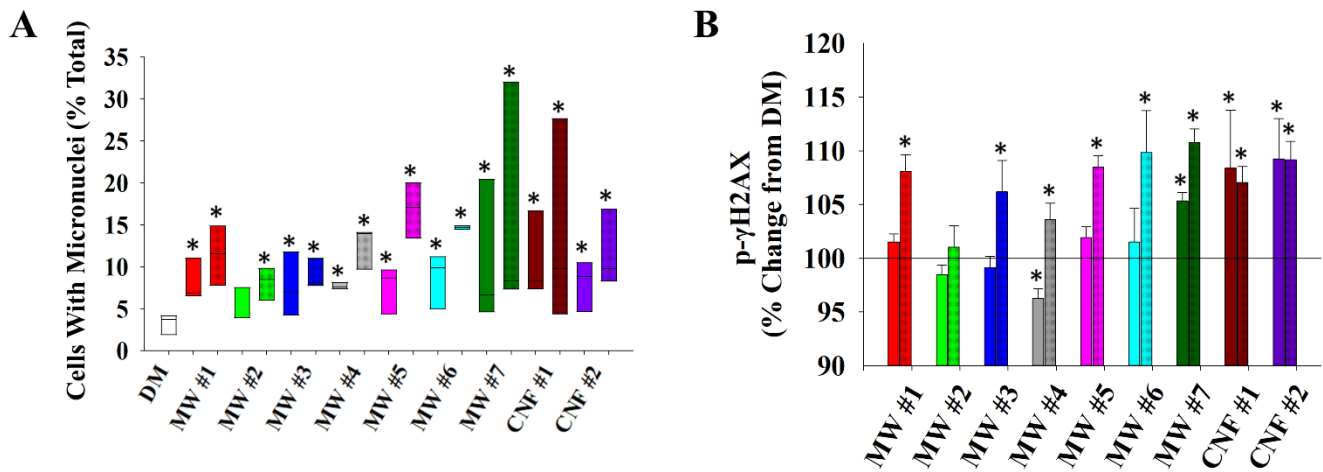 A
Cells With Micronuclei (% Total)
35
30
25
20
15
10
5
0
* * * * * * * * * * * * * * * * *
DM
MW #1
MW #2
MW #3
MW #4
MW #5
MW #6
MW #7
CNF #1
CNF #2
B
p-γH2AX
(% Change from DM)
120
115
110
105
100
95
90
* * * * * * * * * * * *
MW #1
MW #2
MW #3
MW #4
MW #5
MW #6
MW #7
CNF #1
CNF #2